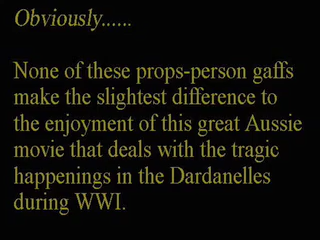 Obviously......
None of these props-person gaffs
make the slightest difference to
the enjoyment of this great Aussie
movie that deals with the tragic
happenings in the Dardanelles
during WWI.